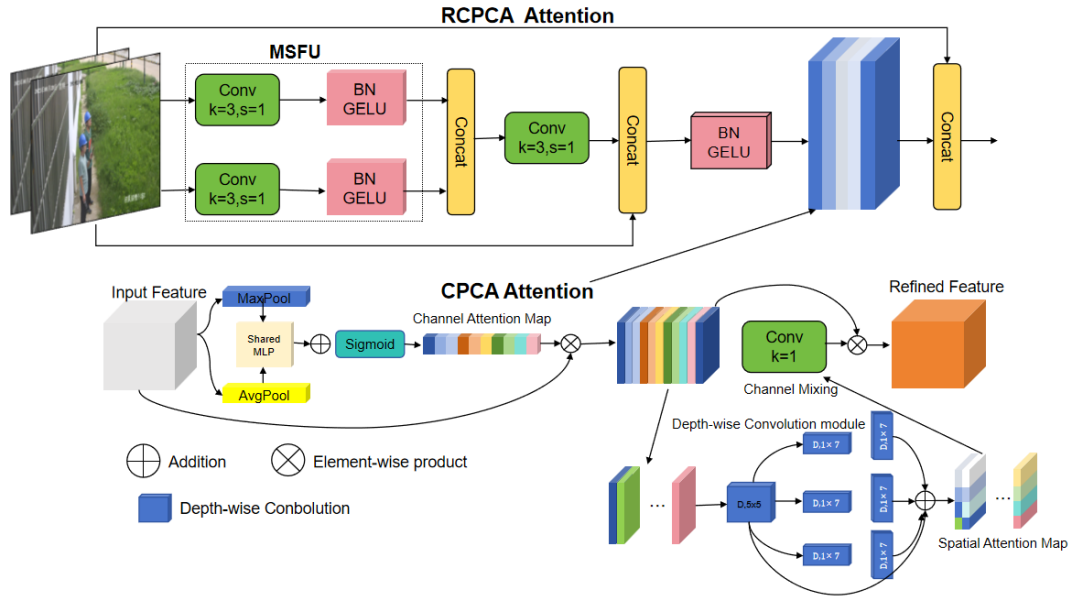 RCPCA Attention
MSFU
Conv
k=3,s=1
BN
GELU
Conv
k=3,s=1
BN
GELU
Concat
Conv
k=3,s=1
Concat
BN
GELU
Concat
CPCA Attention
Input Feature
MaxPool
Shared
MLP
AvgPool
Sigmoid
Channel Attention Map
Conv
k=1
Channel Mixing
Refined Feature
Depth-wise Convolution module
...
D,5x5
D,1× 7
D,1× 7
D,1× 7
D,1× 7
D,1× 7
D,1× 7
...
Spatial Attention Map
Addition
Element-wise product
Depth-wise Conbolution